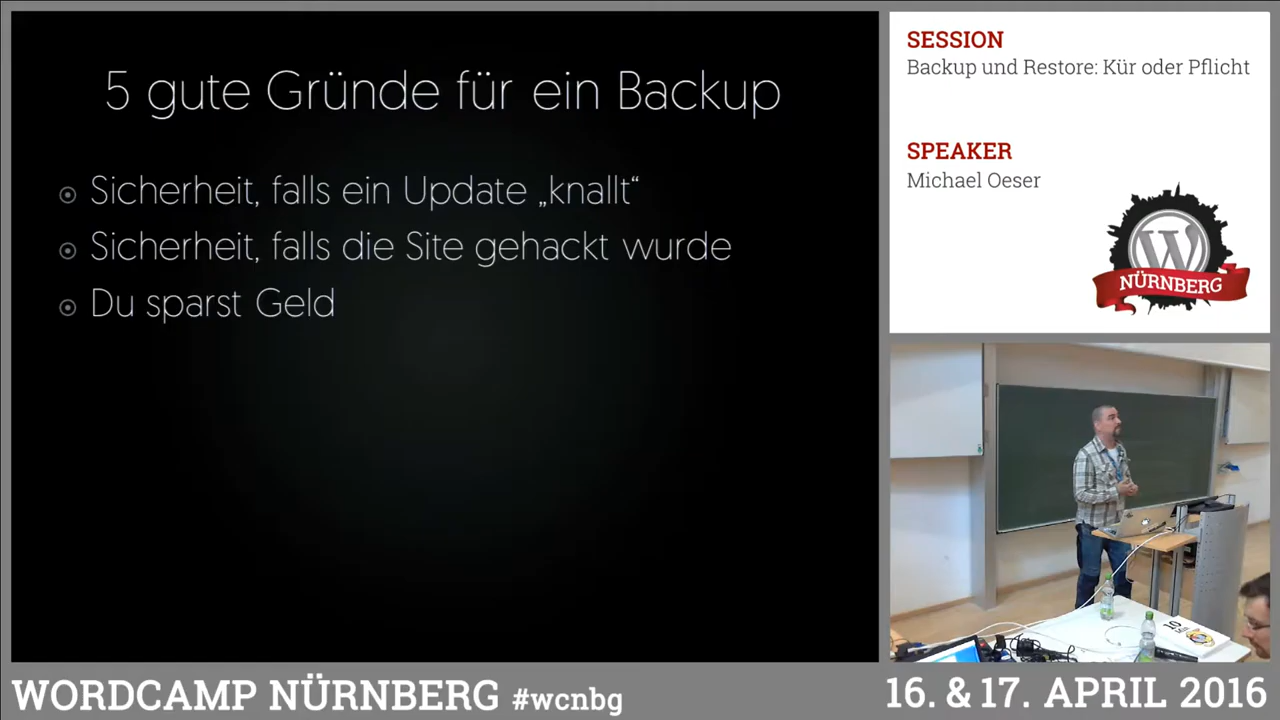 5 gute Gründe für ein Backup
Sicherheit, falls ein Update „knallt“
Sicherheit, falls die Site gehackt wurde
Du sparst Geld
SESSION
Backup und Restore: Kür oder Pflicht
SPEAKER
Michael Oeser
W
NÜRNBERG
10
WORDCAMP NÜRNBERG #wcnbg
16. & 17. APRIL 2016